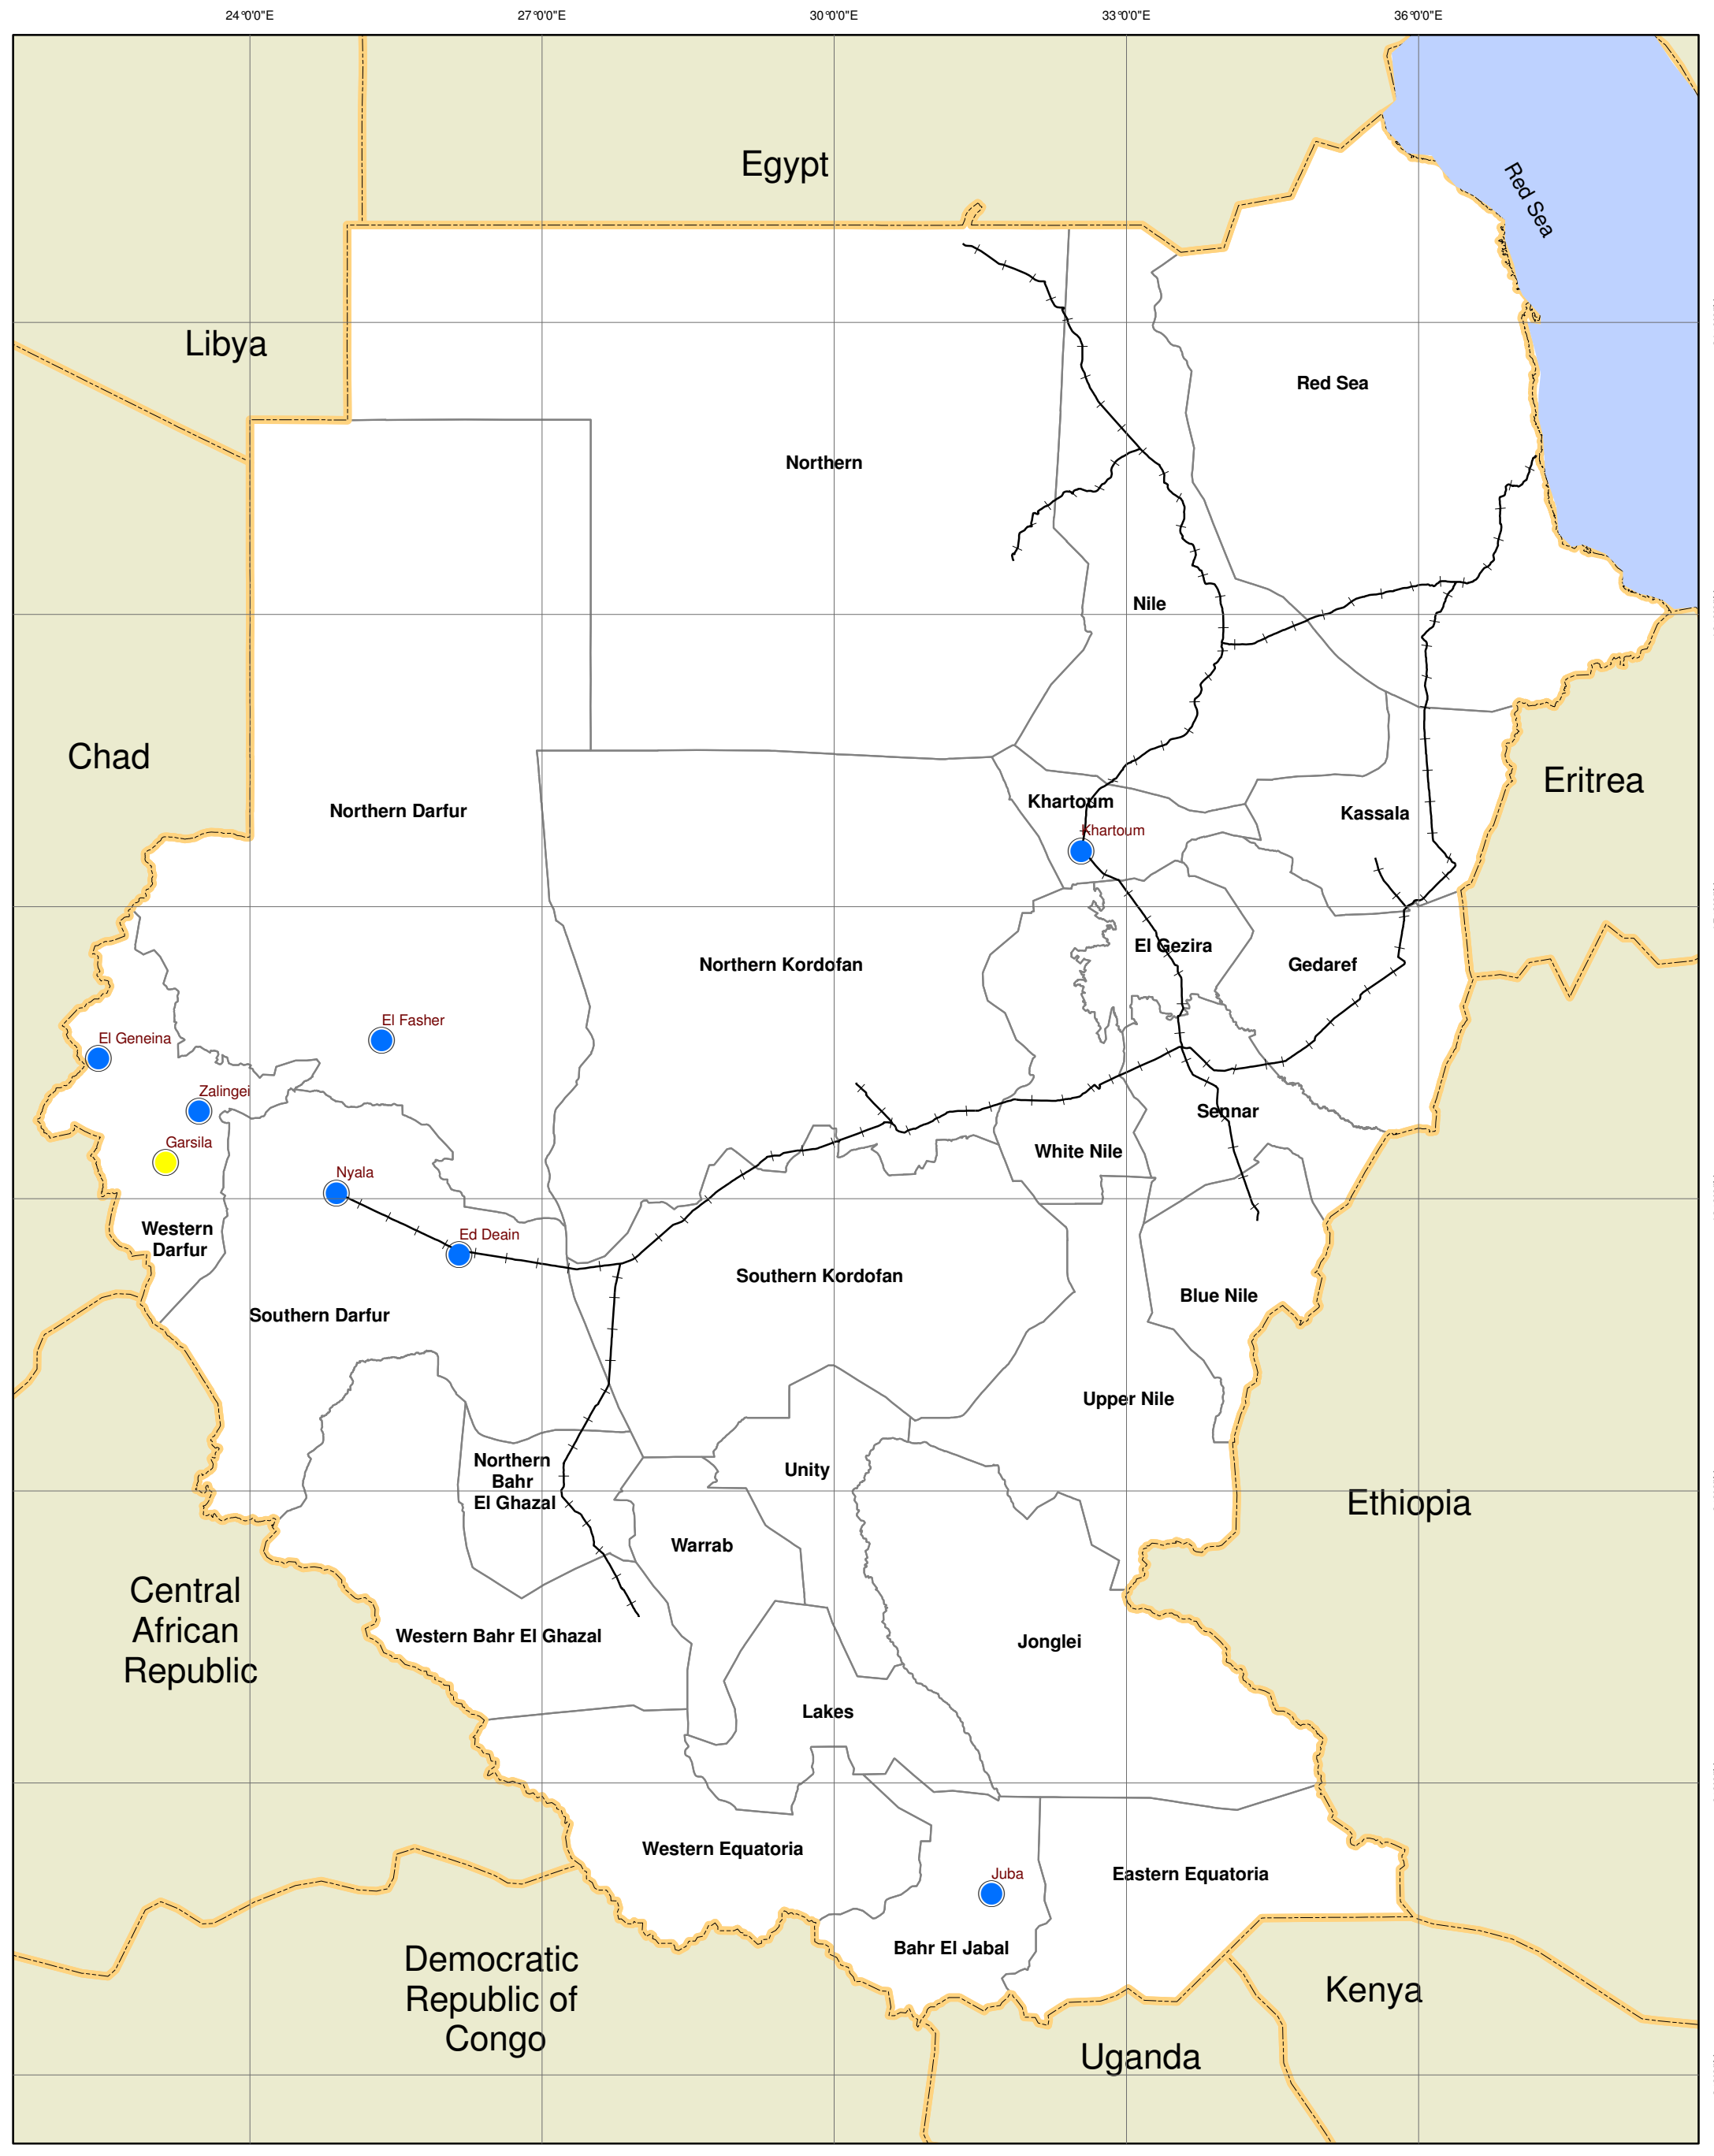 24°0'0"E
27°0'0"E
30°0'0"E
33°0'0"E
36°0'0"E
Egypt
Red Sea
Libya
Red Sea
Northern
Nile
Chad
Eritrea
Northern Darfur
Khartoum
Kassala
Khartoum
El Gezira
Northern Kordofan
Gedaref
El Fasher
El Geneina
Zalingei
Sennar
Garsila
White Nile
Nyala
Western
Darfur
Ed Deain
Southern Kordofan
Blue Nile
Southern Darfur
Upper Nile
Northern
Bahr
El Ghazal
Unity
Ethiopia
Warrab
Central
African
Republic
Western Bahr El Ghazal
Jonglei
Lakes
Western Equatoria
Juba
Eastern Equatoria
Bahr El Jabal
Democratic
Republic of
Congo
Kenya
Uganda